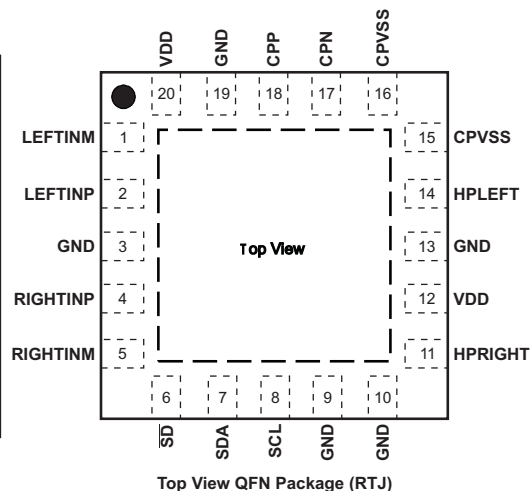 VDD
GND
CPP
CPN
CPVSS
20
19
18
17
16
LEFTINM 1
15 CPVSS
LEFTINP 2
14 HPLEFT
GND 3
Top View
13 GND
RIGHTINP 4
12 VDD
RIGHTINM 5
11 HPRIGHT
6
7
8
9
10
SD
SDA
SCL
GND
GND
Top View QFN Package (RTJ)